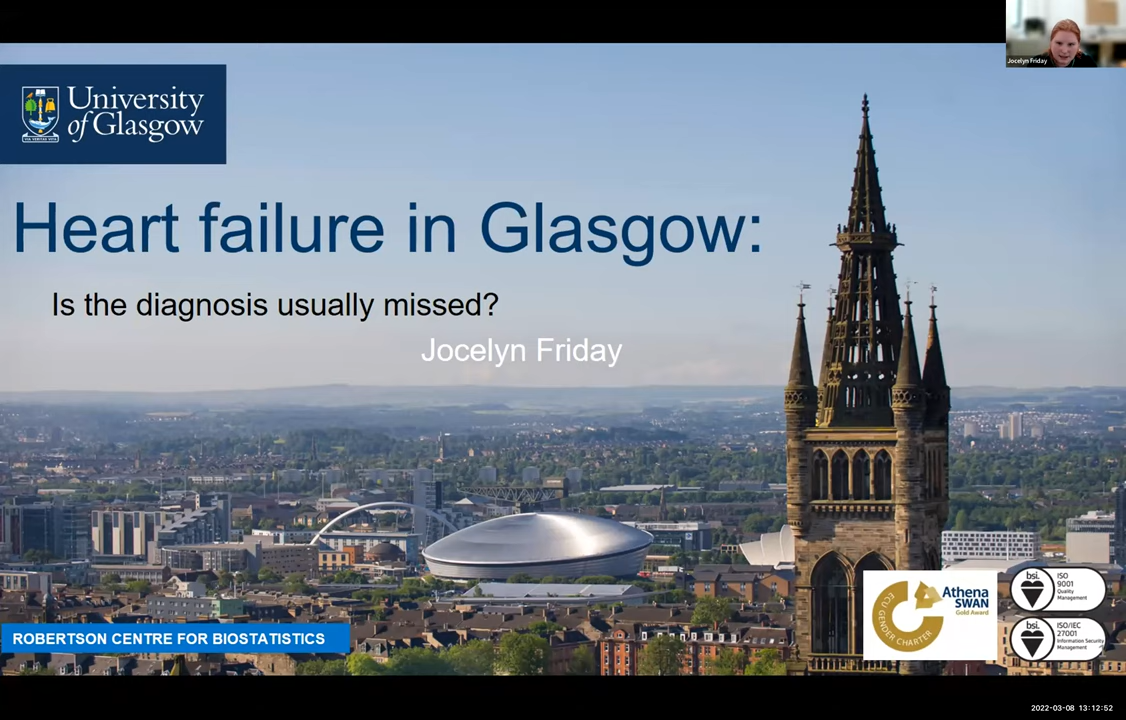 Jocelyn Friday
University
of Glasgow
Heart failure in Glasgow:
Is the diagnosis usually missed?
Jocelyn Friday
ROBERTSON CENTRE FOR BIOSTATISTICS
ECU GENDER CHARTER
Athena
SWAN
Gold Award
bsi.
ISO
9001
Quality
Management
bsi.
ISO/IEC
27001
Information Security
Management
2022-03-08 13:12:52